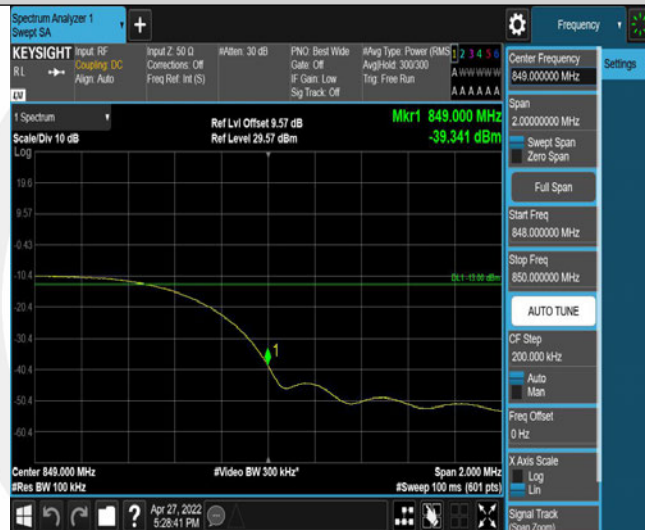 Spectrum Analyzer 1
Swept SA
Frequency
KEYSIGHT
RL
Input: RF
Coupling: DC
Align: Auto
Input Z: 50 Ω
Corrections: Off
Freq Ref: Int (S)
#Atten: 30 dB
PNO: Best Wide
Gate: Off
IF Gain: Low
Sig Track: Off
#Avg Type: Power (RMS
Avg|Hold: 300/300
Trig: Free Run
1 2 3 4 5 6
A W W W W W
A A A A A A
LXI
1 Spectrum
Scale/Div 10 dB
Ref Lvl Offset 9.57 dB
Ref Level 29.57 dBm
Mkr1 849.000 MHz
-39.341 dBm
Log
19.6
9.57
-0.43
-10.4
-20.4
-30.4
-40.4
-50.4
-60.4
DL1 -13.00 dBm
1
Center 849.000 MHz
#Res BW 100 kHz
#Video BW 300 kHz*
Span 2.000 MHz
#Sweep 100 ms (601 pts)
Apr 27, 2022
5:28:41 PM
Settings
Center Frequency
849.000000 MHz
Span
2.00000000 MHz
Swept Span
Zero Span
Full Span
Start Freq
848.000000 MHz
Stop Freq
850.000000 MHz
AUTO TUNE
CF Step
200.000 kHz
Auto
Man
Freq Offset
0 Hz
X Axis Scale
Log
Lin
Signal Track
(Span Zoom)